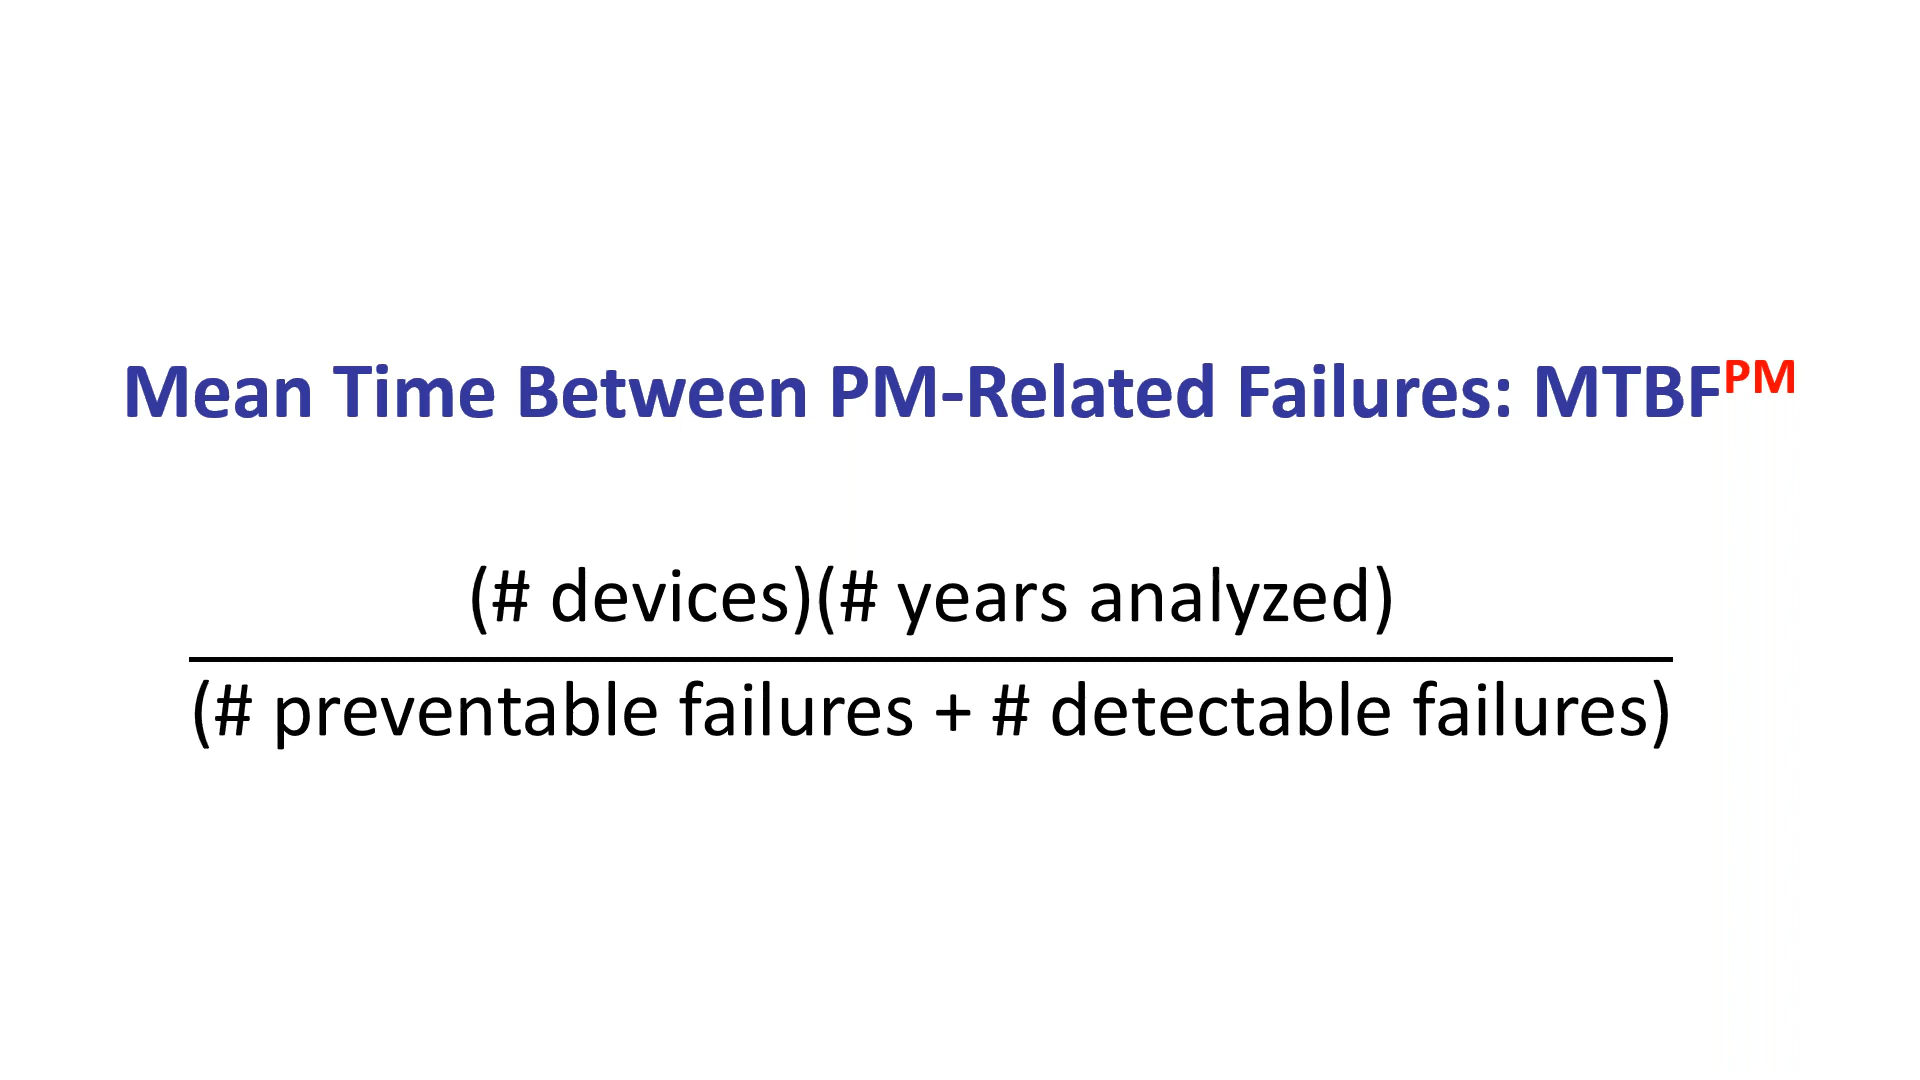 Mean Time Between PM-Related Failures: MTBFPM
(# devices)(# years analyzed)
(# preventable failures + # detectable failures)